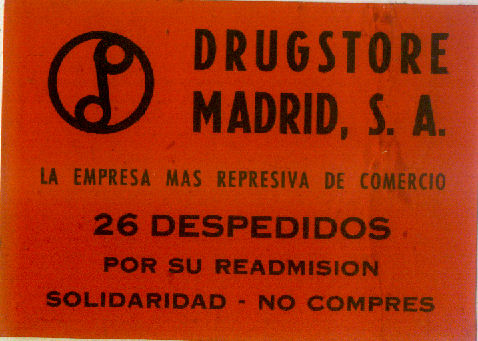 DRUGSTORE
MADRID, S. A.
LA EMPRESA MAS REPRESIVA DE COMERCIO
26 DESPEDIDOS
POR SU READMISION
SOLIDARIDAD - NO COMPRES